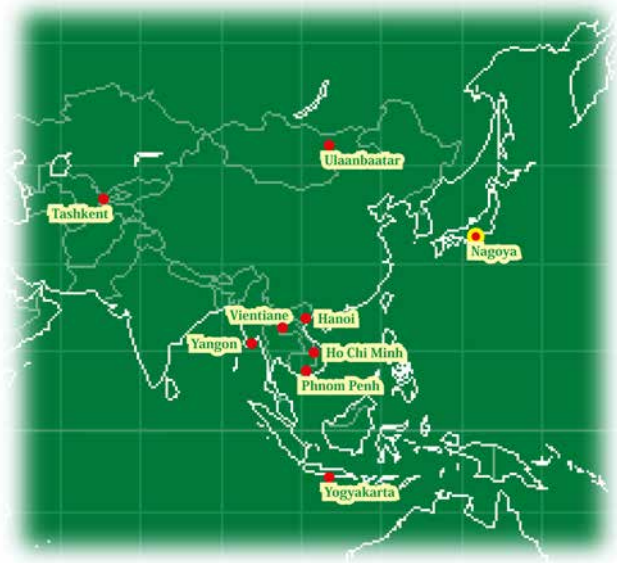 Ulaanbaatar
Tashkent
Nagoya
Vientiane
Hanoi
Yangon
Ho Chi Minh
Phnom Penh
Yogyakarta